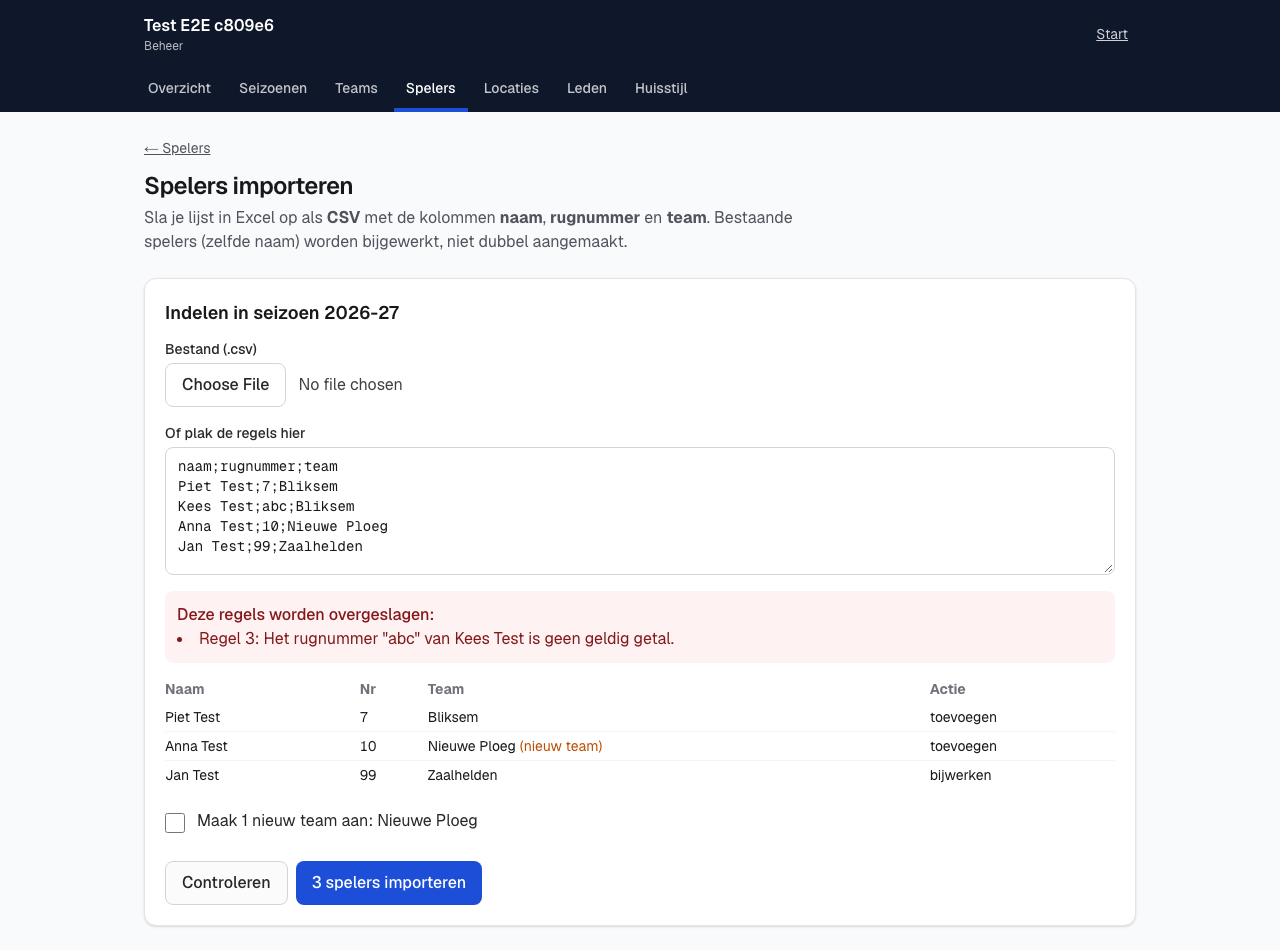 Test E2E c809e6
Beheer
Start
Overzicht Seizoenen Teams Spelers Locaties Leden Huisstijl
← Spelers
Spelers importeren
Sla je lijst in Excel op als CSV met de kolommen naam, rugnummer en team. Bestaande
spelers (zelfde naam) worden bijgewerkt, niet dubbel aangemaakt.
Indelen in seizoen 2026-27
Bestand (.csv)
Choose File No file chosen
Of plak de regels hier
naam;rugnummer;team
Piet Test;7;Bliksem
Kees Test;abc;Bliksem
Anna Test;10;Nieuwe Ploeg
Jan Test;99;Zaalhelden
Deze regels worden overgeslagen:
• Regel 3: Het rugnummer "abc" van Kees Test is geen geldig getal.
Naam Nr Team Actie
Piet Test 7 Bliksem toevoegen
Anna Test 10 Nieuwe Ploeg (nieuw team) toevoegen
Jan Test 99 Zaalhelden bijwerken
Maak 1 nieuw team aan: Nieuwe Ploeg
Controleren 3 spelers importeren